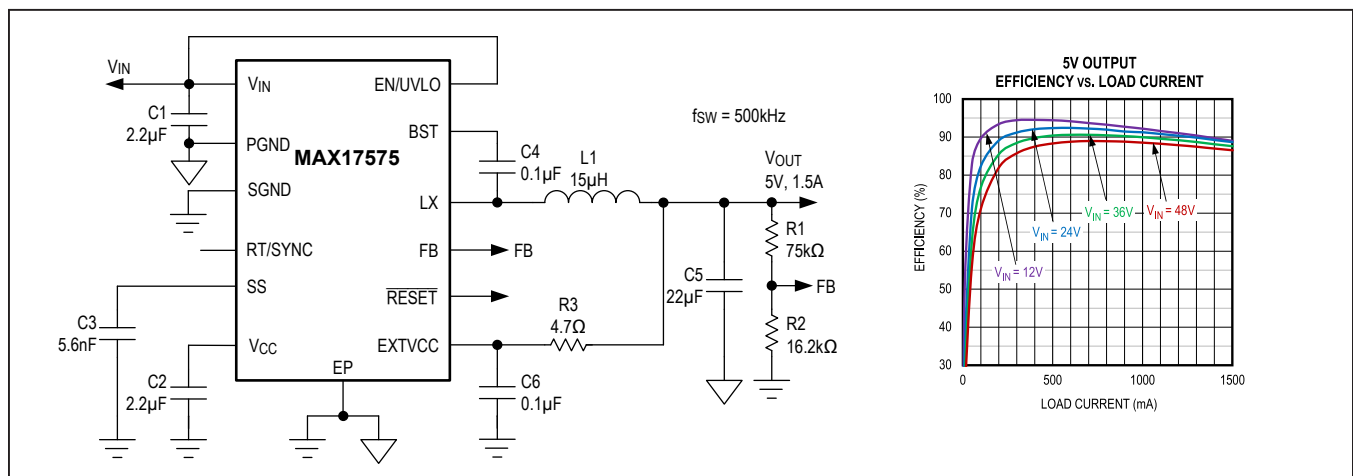 VIN
C1
2.2µF
VIN
PGND
SGND
RT/SYNC
SS
VCC
MAX17575
EP
EN/UVLO
BST
LX
FB
RESET
EXTVCC
C3
5.6nF
C2
2.2µF
C4
0.1µF
L1
15µH
FB
R3
4.7Ω
C6
0.1µF
fSW = 500kHz
VOUT
5V, 1.5A
C5
22µF
R1
75kΩ
FB
R2
16.2kΩ
5V OUTPUT
EFFICIENCY vs. LOAD CURRENT
EFFICIENCY (%)
100
90
80
70
60
50
40
30
VIN = 36V
VIN = 48V
VIN = 24V
VIN = 12V
0
500
1000
1500
LOAD CURRENT (mA)